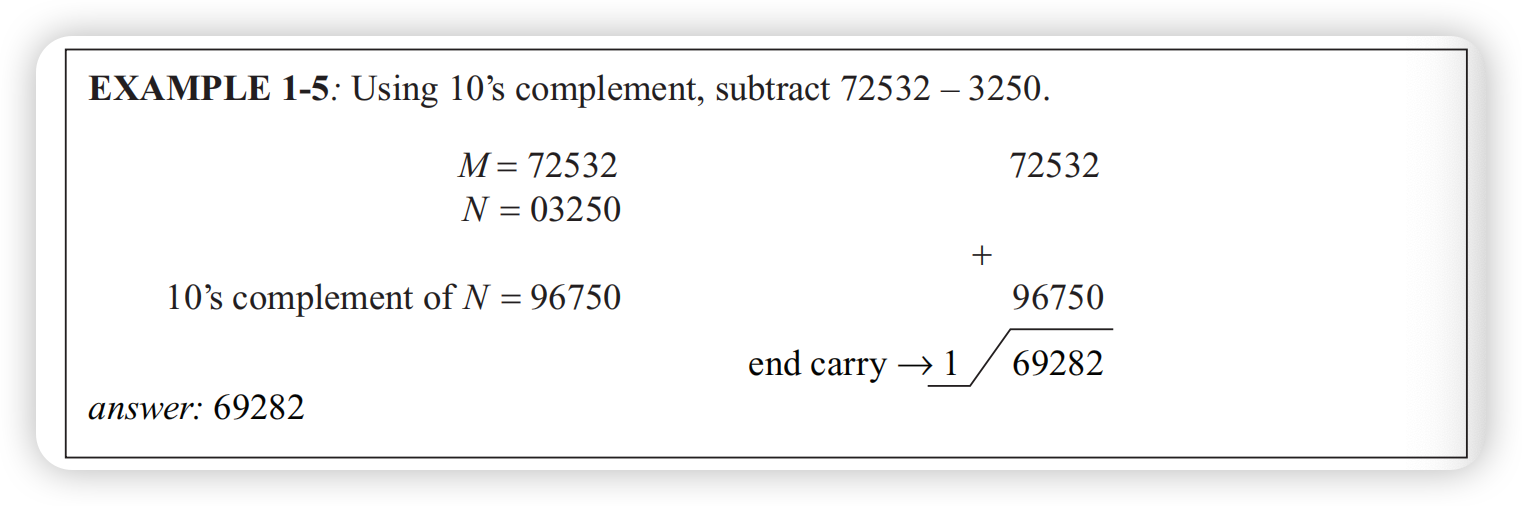 EXAMPLE 1-5: Using 10’s complement, subtract 72532 – 3250.
M = 72532 72532
N = 03250
+
10’s complement of N = 96750 96750
end carry → 1 69282
answer: 69282